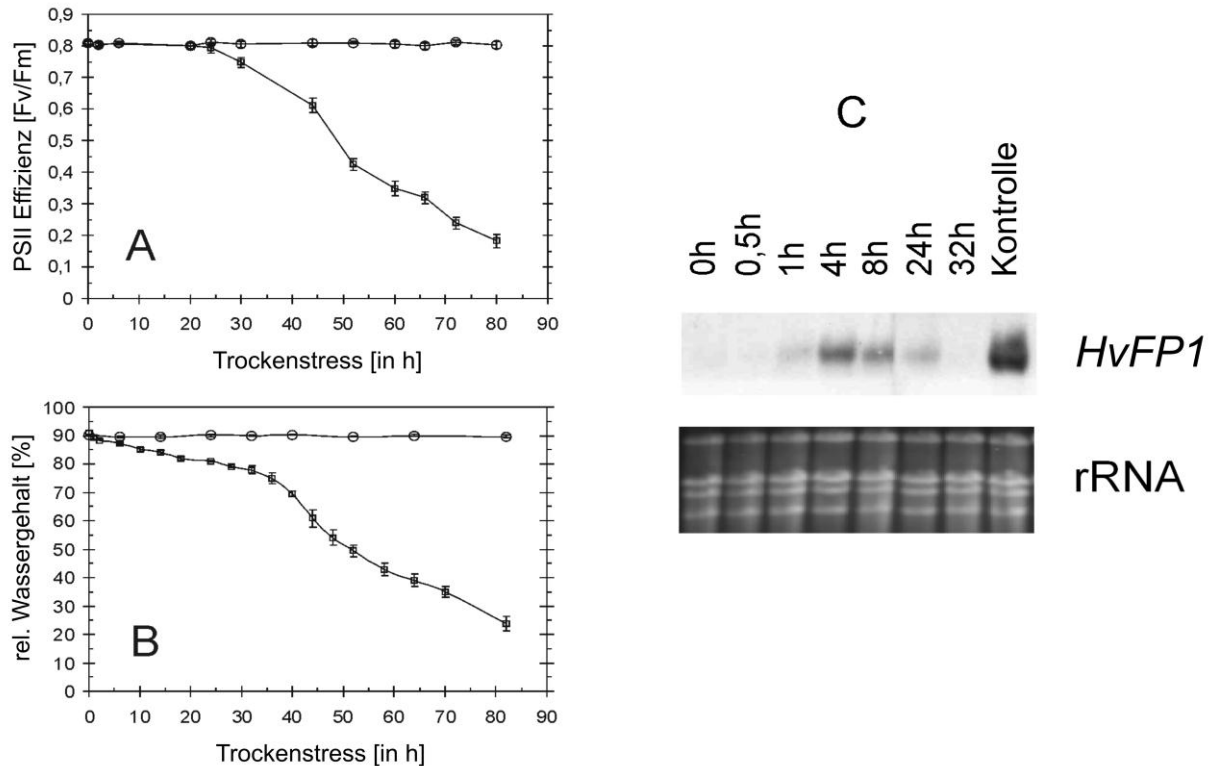 PSII Effizienz [Fv/Fm]
0,9
0,8
0,7
0,6
0,5
0,4
0,3
0,2
0,1
0
A
0 10 20 30 40 50 60 70 80 90
Trockenstress [in h]
rel. Wassergehalt [%]
100
90
80
70
60
50
40
30
20
10
0
B
0 10 20 30 40 50 60 70 80 90
Trockenstress [in h]
C
0h 0,5h 1h 4h 8h 24h 32h Kontrolle
HvFP1
rRNA